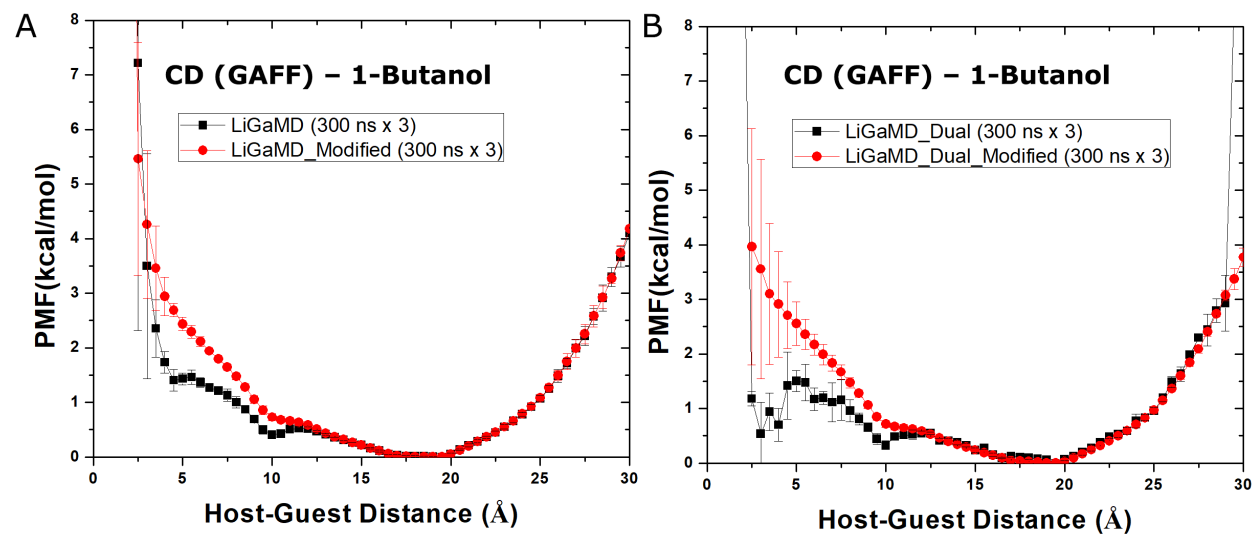 A
CD (GAFF) – 1-Butanol
LiGaMD (300 ns x 3)
LiGaMD_Modified (300 ns x 3)
PMF(kcal/mol)
8
7
6
5
4
3
2
1
0
0 5 10 15 20 25 30
Host-Guest Distance (Å)
B
CD (GAFF) – 1-Butanol
LiGaMD_Dual (300 ns x 3)
LiGaMD_Dual_Modified (300 ns x 3)
PMF(kcal/mol)
8
7
6
5
4
3
2
1
0
0 5 10 15 20 25 30
Host-Guest Distance (Å)